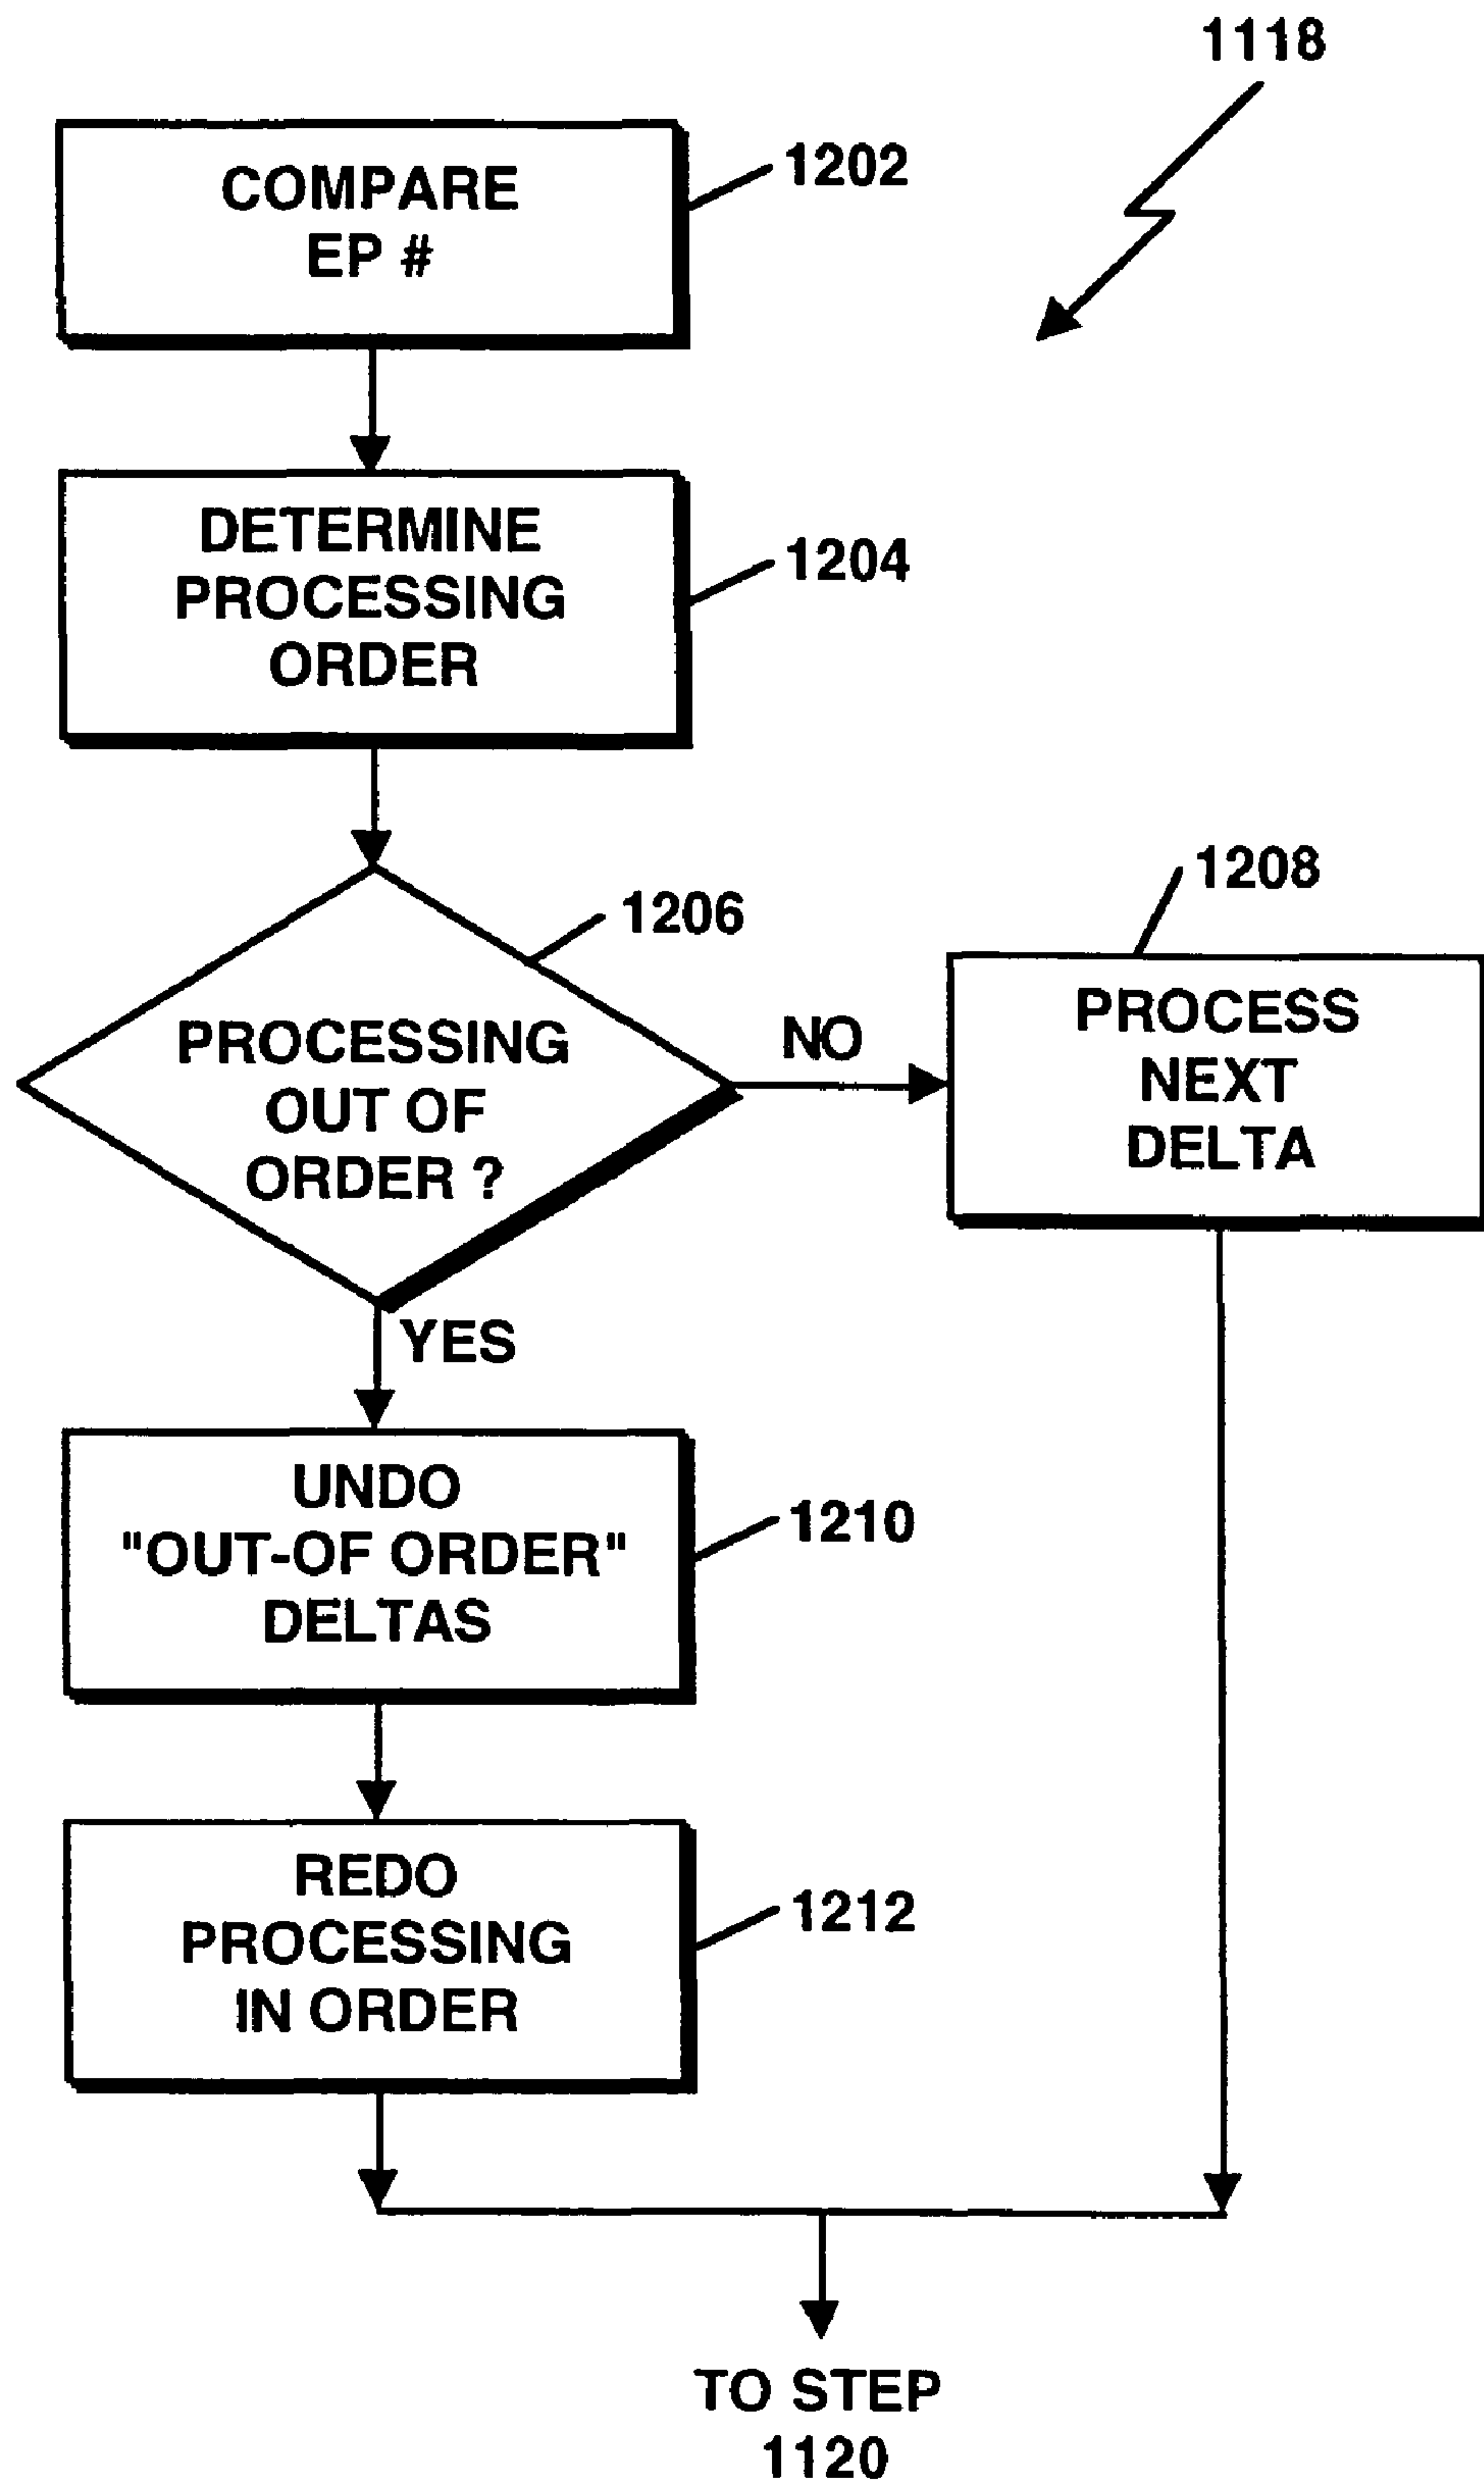 1118
COMPARE
EP #
1202
DETERMINE
PROCESSING
ORDER
1204
1206
PROCESSING
OUT OF
ORDER ?
NO
1208
PROCESS
NEXT
DELTA
YES
UNDO
"OUT-OF ORDER"
DELTAS
1210
REDO
PROCESSING
IN ORDER
1212
TO STEP
1120